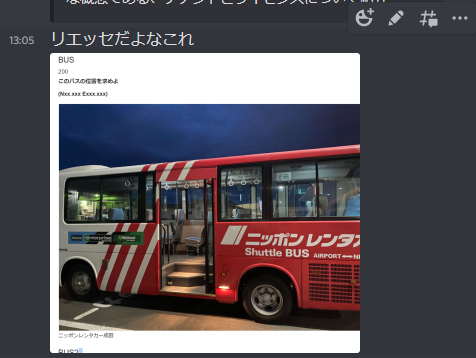 13:05
リエッセだよなこれ
BUS
200
このバスの位置を求めよ
(Nxx.xxx Exxx.xxx)
enterprise
National
ニッポンレンタカ
Shuttle BUS
AIRPORT⟷N
ニッポンレンタカー成田
BUS2